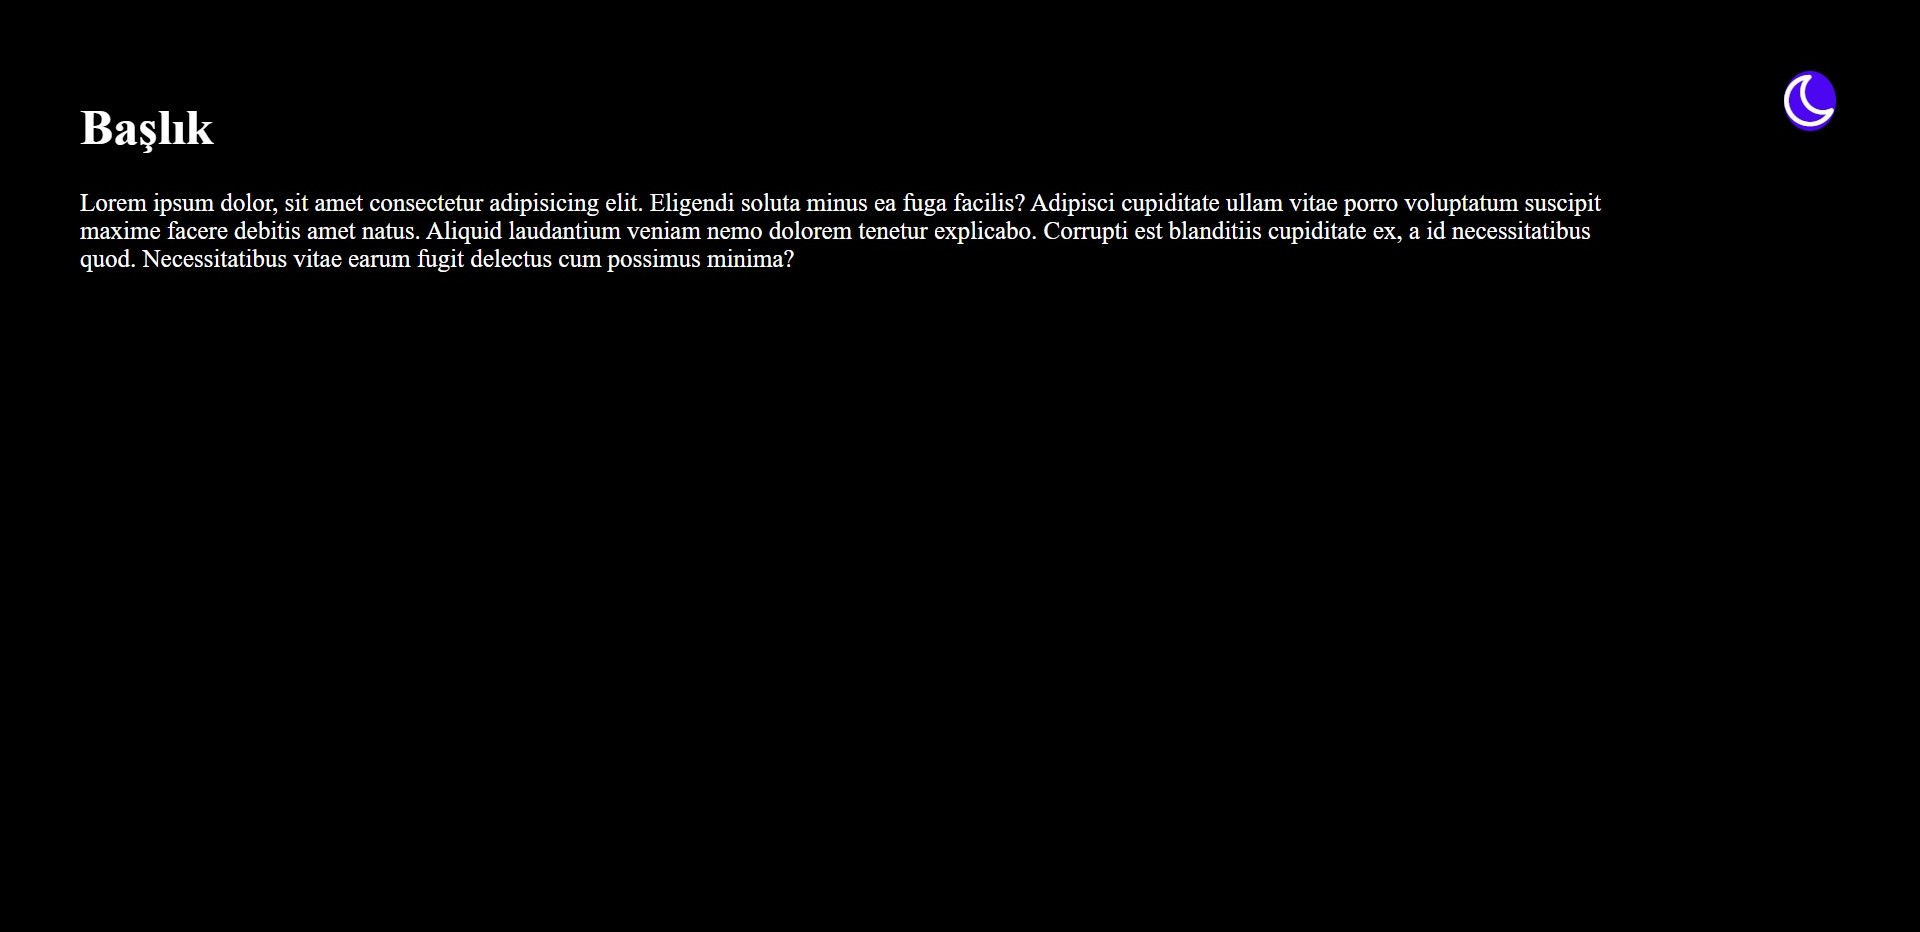 Başlık
Lorem ipsum dolor, sit amet consectetur adipisicing elit. Eligendi soluta minus ea fuga facilis? Adipisci cupiditate ullam vitae porro voluptatum suscipit
maxime facere debitis amet natus. Aliquid laudantium veniam nemo dolorem tenetur explicabo. Corrupti est blanditiis cupiditate ex, a id necessitatibus
quod. Necessitatibus vitae earum fugit delectus cum possimus minima?